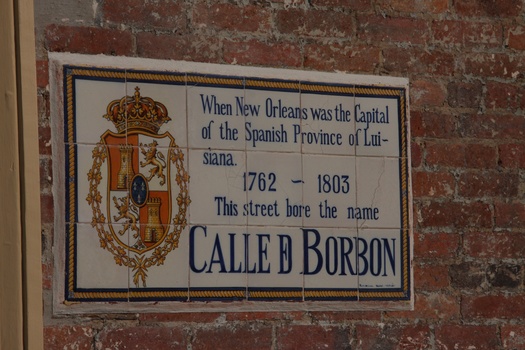 When New Orleans was the Capital
of the Spanish Province of Lui-
siana.
1762 ~ 1803
This street bore the name
CALLE D BORBON